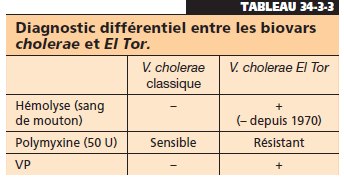 TABLEAU 34-3-3
Diagnostic différentiel entre les biovars
cholerae et El Tor.
V. cholerae V. cholerae El Tor
classique
Hémolyse (sang – +
de mouton) (– depuis 1970)
Polymyxine (50 U) Sensible Résistant
VP – +